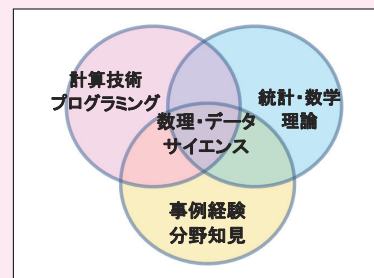 計算技術
プログラミング
統計・数学
理論
数理・データ
サイエンス
事例経験
分野知見